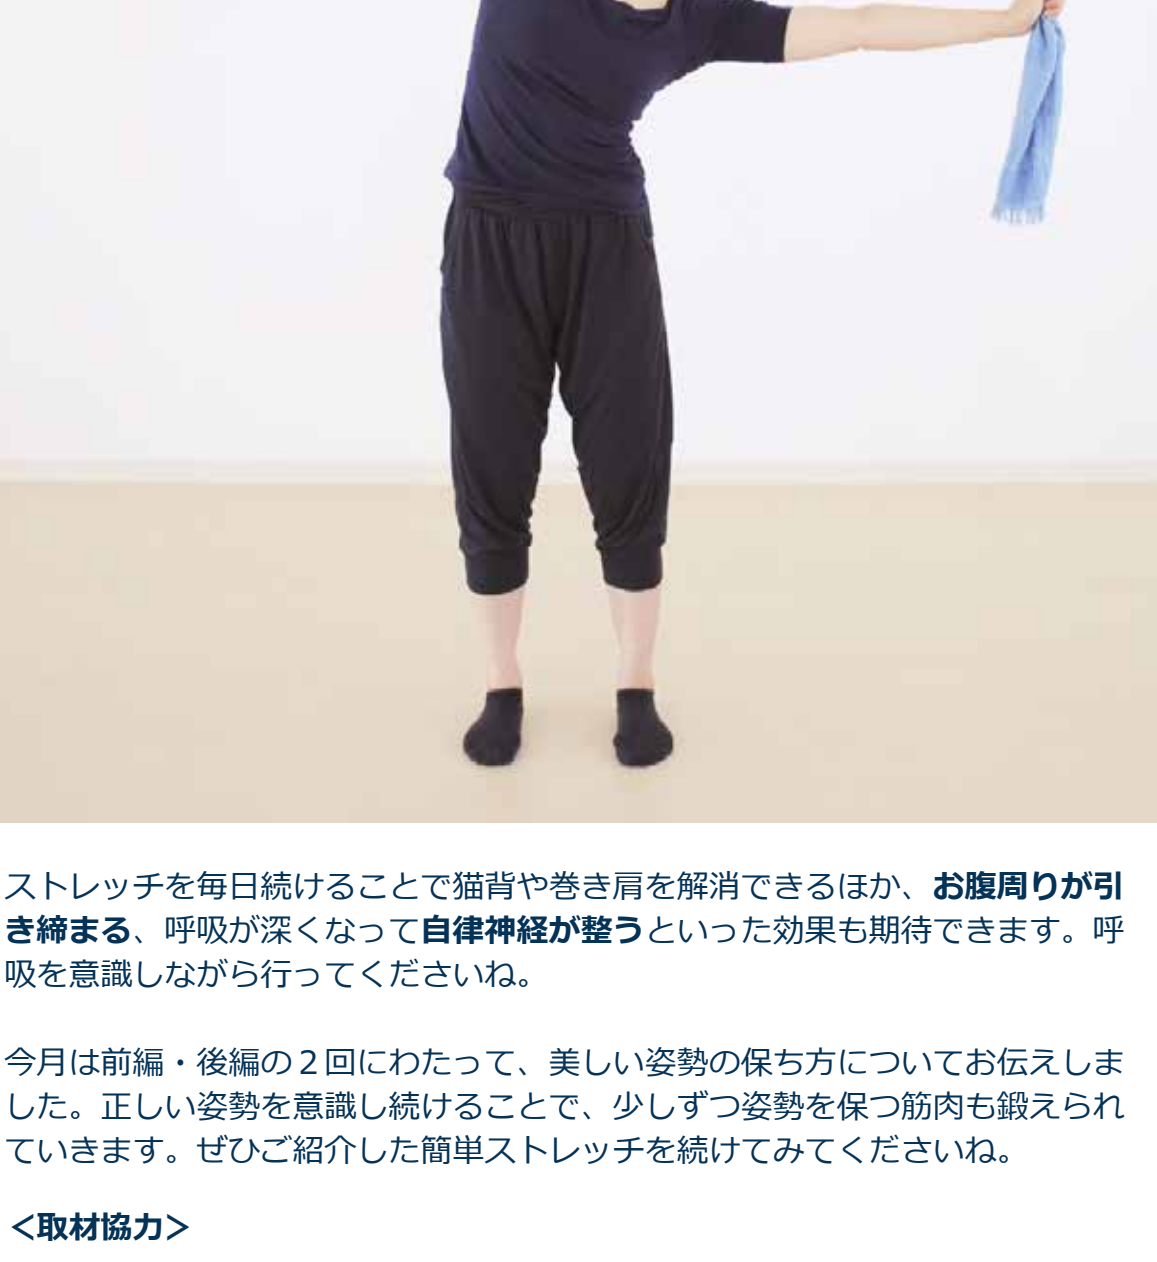 ストレッチを毎日続けることで猫背や巻き肩を解消できるほか、お腹周りが引
き締まる、呼吸が深くなって自律神経が整うといった効果も期待できます。呼
吸を意識しながら行ってくださいね。
今月は前編・後編の２回にわたって、美しい姿勢の保ち方についてお伝えしま
した。正しい姿勢を意識し続けることで、少しずつ姿勢を保つ筋肉も鍛えられ
ていきます。ぜひご紹介した簡単ストレッチを続けてみてくださいね。
＜取材協力＞